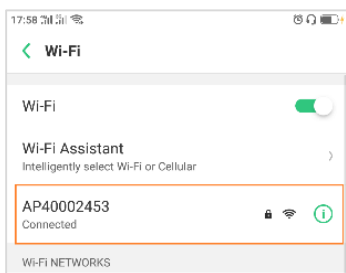 17:58
Wi-Fi
Wi-Fi
Wi-Fi Assistant
Intelligently select Wi-Fi or Cellular
AP40002453
Connected
Wi-Fi NETWORKS